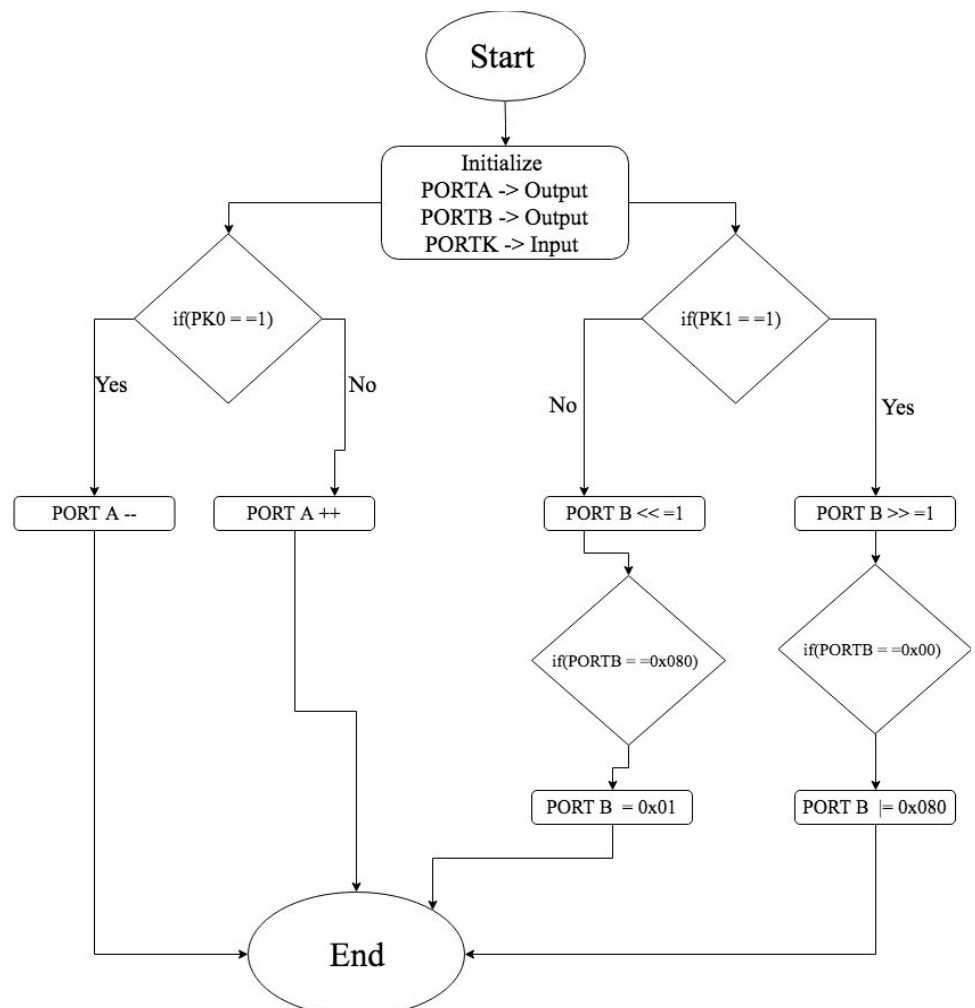 Start
Initialize
PORTA -> Output
PORTB -> Output
PORTK -> Input
if(PK0 = =1)
if(PK1 = =1)
Yes
No
No
Yes
PORT A --
PORT A ++
PORT B << =1
PORT B >> =1
if(PORTB = =0x080)
if(PORTB = =0x00)
PORT B = 0x01
PORT B |= 0x080
End